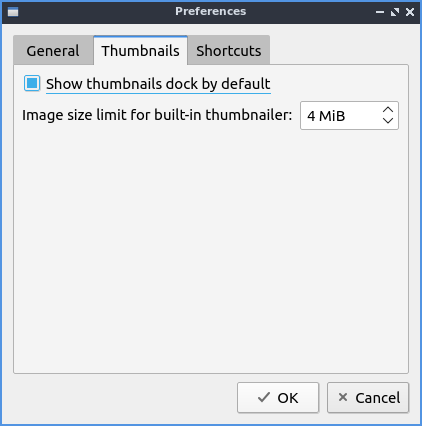 Preferences
General Thumbnails Shortcuts
Show thumbnails dock by default
Image size limit for built-in thumbnailer: 4 MiB
OK Cancel